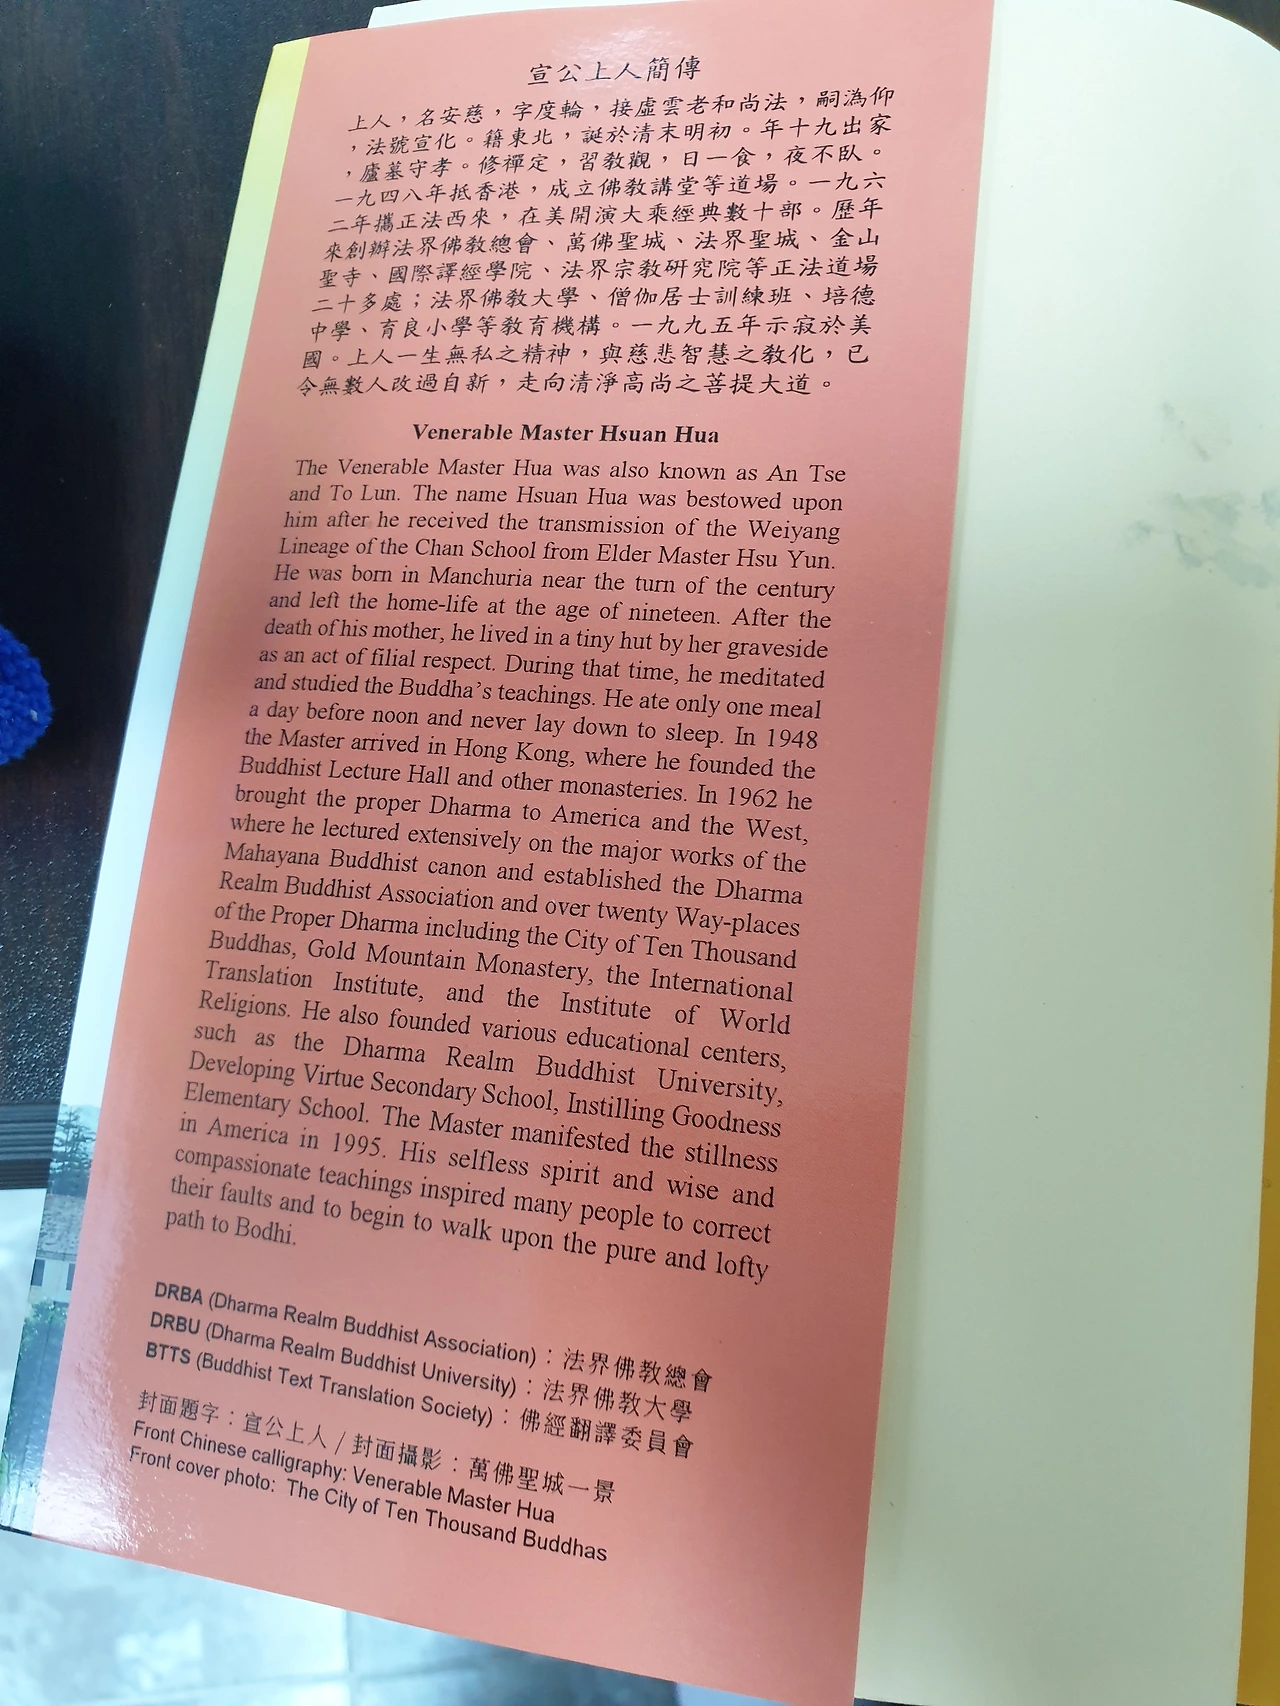 宣公上人簡傳
上人，名安慈，字度輪，接虛雲老和尚法，嗣溈仰
，法號宣化。籍東北，誕於清末明初。年十九出家
，廬墓守孝。修禪定，習教觀，日一食，夜不臥。
一九四八年抵香港，成立佛教講堂等道場。一九六
二年攜正法西來，在美開演大乘經典數十部。歷年
來創辦法界佛教總會、萬佛聖城、法界聖城、金山
聖寺、國際譯經學院、法界宗教研究院等正法道場
二十多處；法界佛教大學、僧伽居士訓練班、培德
中學、育良小學等教育機構。一九九五年示寂於美
國。上人一生無私之精神，與慈悲智慧之教化，已
令無數人改過自新，走向清淨高尚之菩提大道。
Venerable Master Hsuan Hua
The Venerable Master Hua was also known as An Tse
and To Lun. The name Hsuan Hua was bestowed upon
him after he received the transmission of the Weiyang
Lineage of the Chan School from Elder Master Hsu Yun.
He was born in Manchuria near the turn of the century
and left the home-life at the age of nineteen. After the
death of his mother, he lived in a tiny hut by her graveside
as an act of filial respect. During that time, he meditated
and studied the Buddha's teachings. He ate only one meal
a day before noon and never lay down to sleep. In 1948
the Master arrived in Hong Kong, where he founded the
Buddhist Lecture Hall and other monasteries. In 1962 he
brought the proper Dharma to America and the West,
where he lectured extensively on the major works of the
Mahayana Buddhist canon and established the Dharma
Realm Buddhist Association and over twenty Way-places
of the Proper Dharma including the City of Ten Thousand
Buddhas, Gold Mountain Monastery, the International
Translation Institute, and the Institute of World
Religions. He also founded various educational centers,
such as the Dharma Realm Buddhist University,
Developing Virtue Secondary School, Instilling Goodness
Elementary School. The Master manifested the stillness
in America in 1995. His selfless spirit and wise and
compassionate teachings inspired many people to correct
their faults and to begin to walk upon the pure and lofty
path to Bodhi.
DRBA (Dharma Realm Buddhist Association)：法界佛教總會
DRBU (Dharma Realm Buddhist University)：法界佛教大學
BTTS (Buddhist Text Translation Society)：佛經翻譯委員會
封面題字：宣公上人 / 封面攝影：萬佛聖城一景
Front Chinese calligraphy: Venerable Master Hua
Front cover photo: The City of Ten Thousand Buddhas